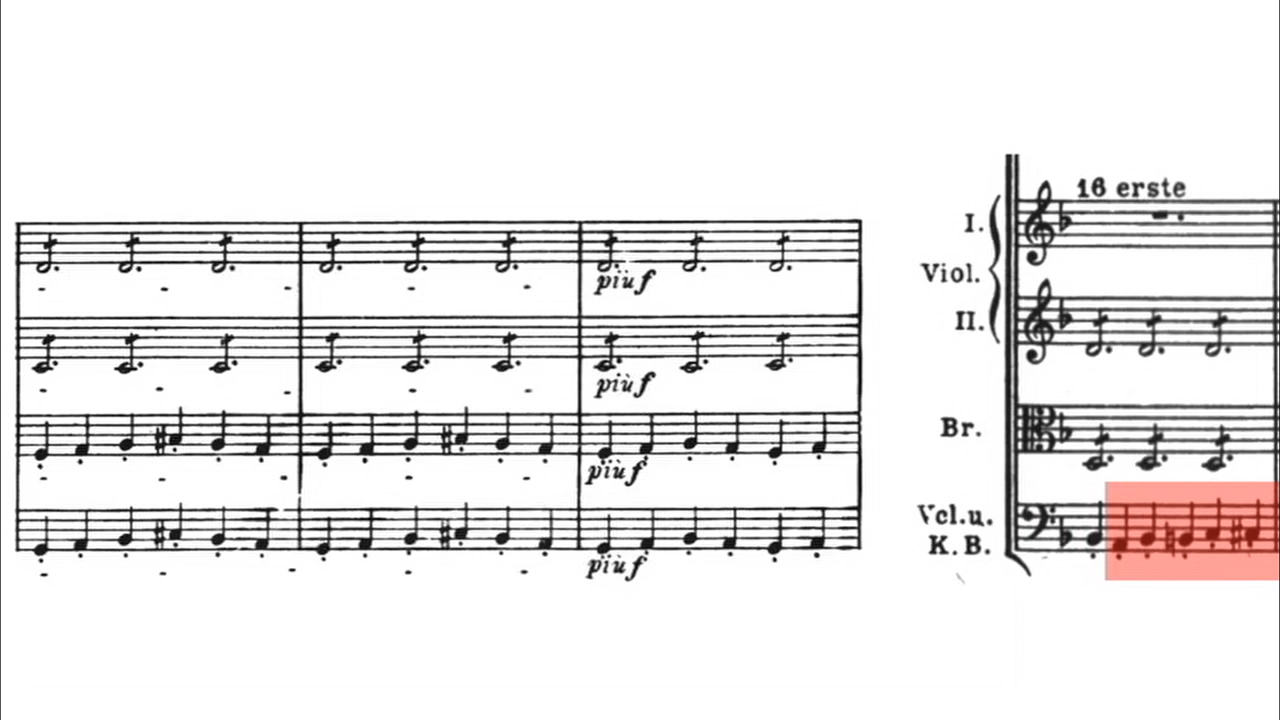 più f
più f
più f
più f
16 erste
I.
Viol.
II.
Br.
Vcl.u.
K.B.